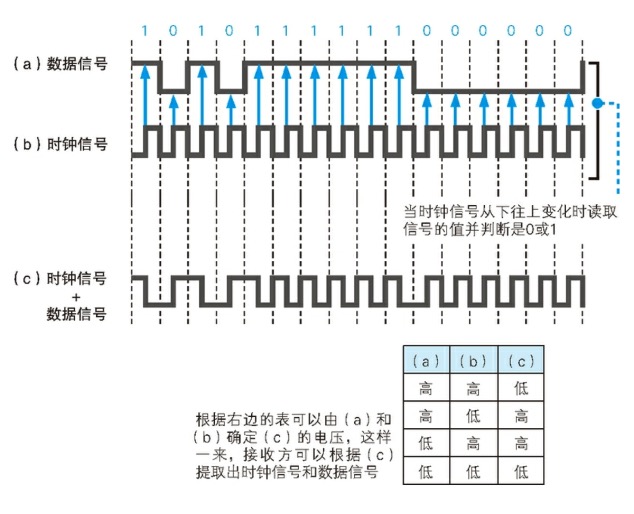 1 0 1 0 1 1 1 1 1 1 0 0 0 0 0 0
(a)数据信号
(b)时钟信号
当时钟信号从下往上变化时读取
信号的值并判断是0或1
(c)时钟信号
+
数据信号
(a) (b) (c)
高 高 低
高 低 高
低 高 高
低 低 低
根据右边的表可以由(a)和
(b)确定(c)的电压，这样
一来，接收方可以根据(c)
提取出时钟信号和数据信号